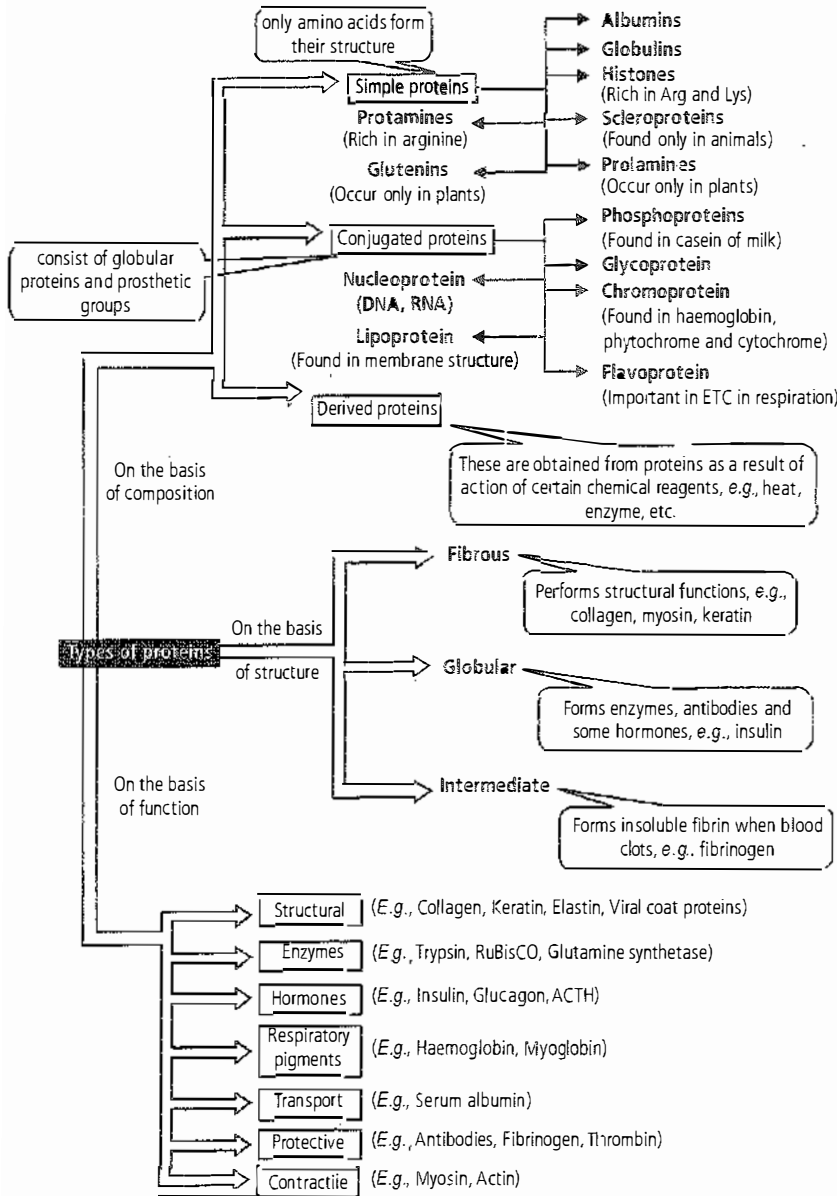 only amino acids form
their structure
Simple proteins
Albumins
Globulins
Histones
(Rich in Arg and Lys)
Protamines
(Rich in arginine)
Scleroproteins
(Found only in animals)
Glutenins
(Occur only in plants)
Prolamines
(Occur only in plants)
Conjugated proteins
consist of globular
proteins and prosthetic
groups
Phosphoproteins
(Found in casein of milk)
Glycoprotein
Nucleoprotein
(DNA, RNA)
Chromoprotein
(Found in haemoglobin,
phytochrome and cytochrome)
Lipoprotein
(Found in membrane structure)
Flavoprotein
(Important in ETC in respiration)
Derived proteins
These are obtained from proteins as a result of
action of certain chemical reagents, e.g., heat,
enzyme, etc.
On the basis
of composition
Types of proteins
On the basis
of structure
Fibrous
Performs structural functions, e.g.,
collagen, myosin, keratin
Globular
Forms enzymes, antibodies and
some hormones, e.g., insulin
Intermediate
Forms insoluble fibrin when blood
clots, e.g.. fibrinogen
On the basis
of function
Structural (E.g., Collagen, Keratin, Elastin, Viral coat proteins)
Enzymes (E.g., Trypsin, RuBisCO, Glutamine synthetase)
Hormones (E.g., Insulin, Glucagon, ACTH)
Respiratory
pigments (E.g., Haemoglobin, Myoglobin)
Transport (E.g., Serum albumin)
Protective (E.g., Antibodies, Fibrinogen, Thrombin)
Contractile (E.g., Myosin, Actin)